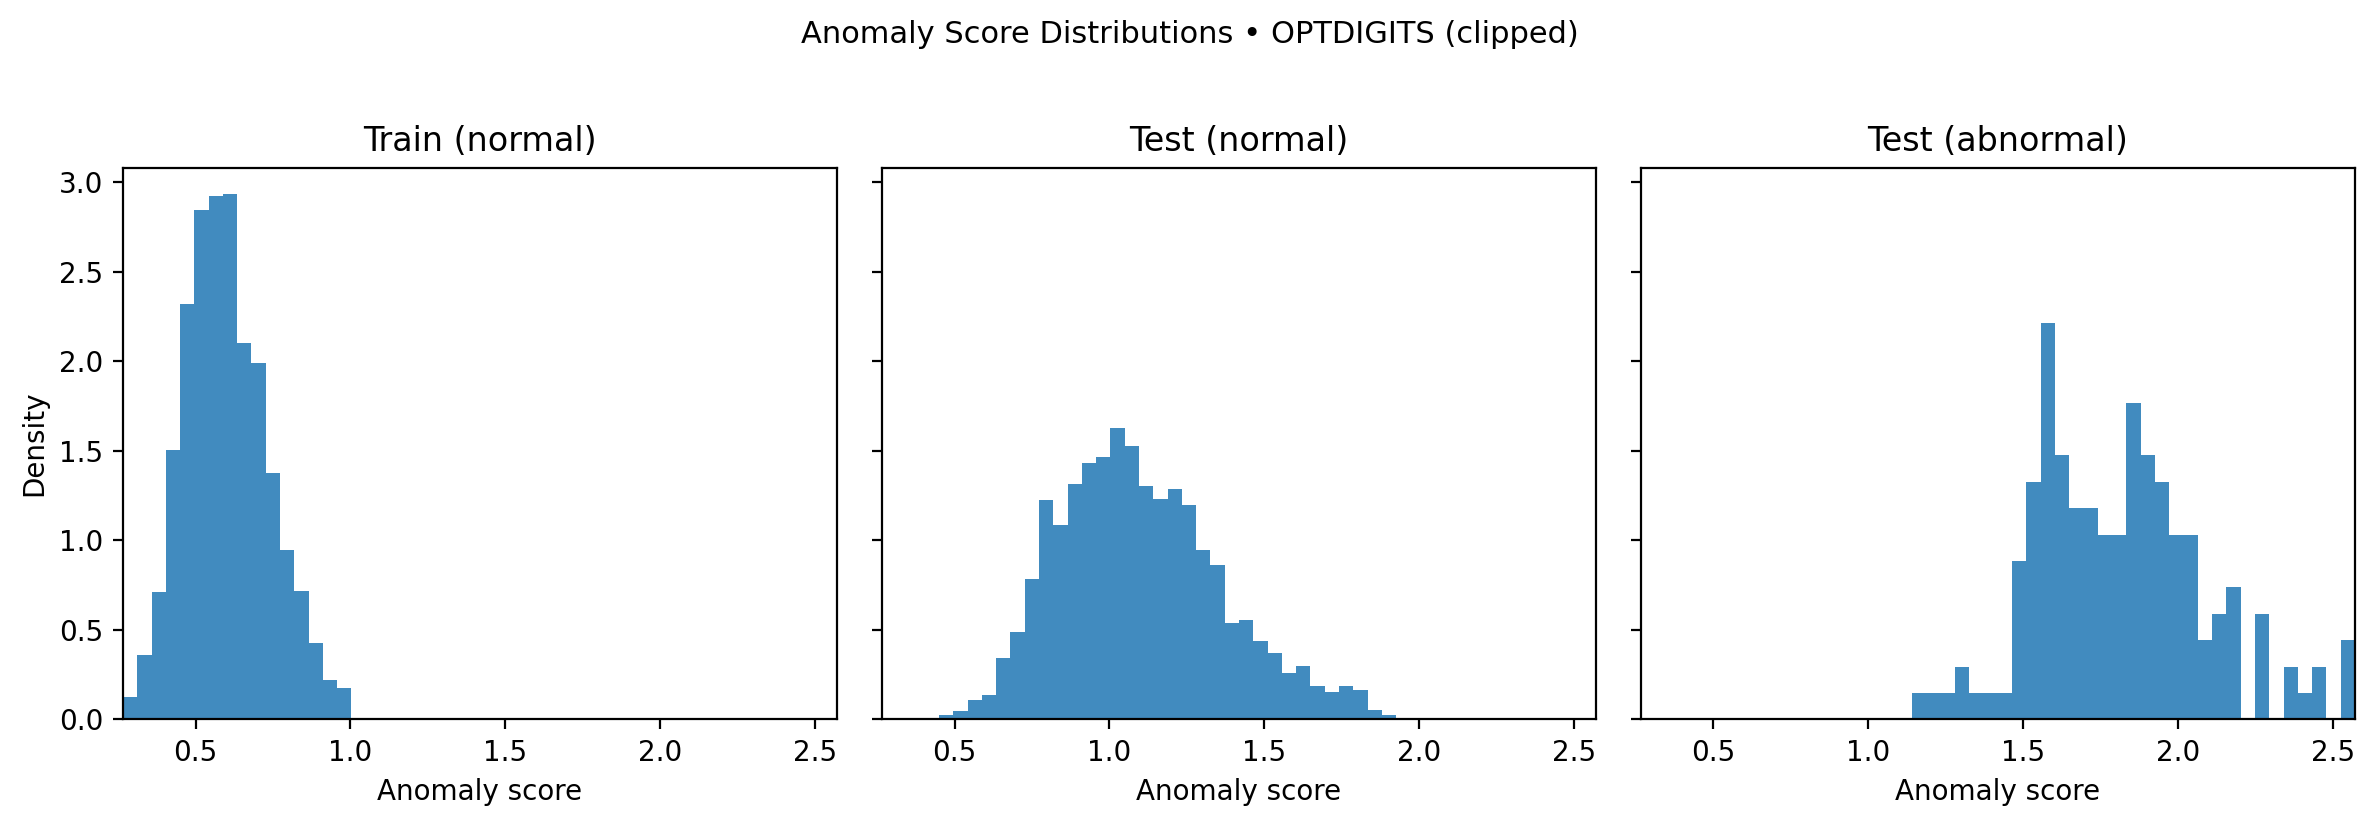 Anomaly Score Distributions • OPTDIGITS (clipped)
Train (normal)
Test (normal)
Test (abnormal)
Density
3.0
2.5
2.0
1.5
1.0
0.5
0.0
0.5 1.0 1.5 2.0 2.5
0.5 1.0 1.5 2.0 2.5
0.5 1.0 1.5 2.0 2.5
Anomaly score
Anomaly score
Anomaly score